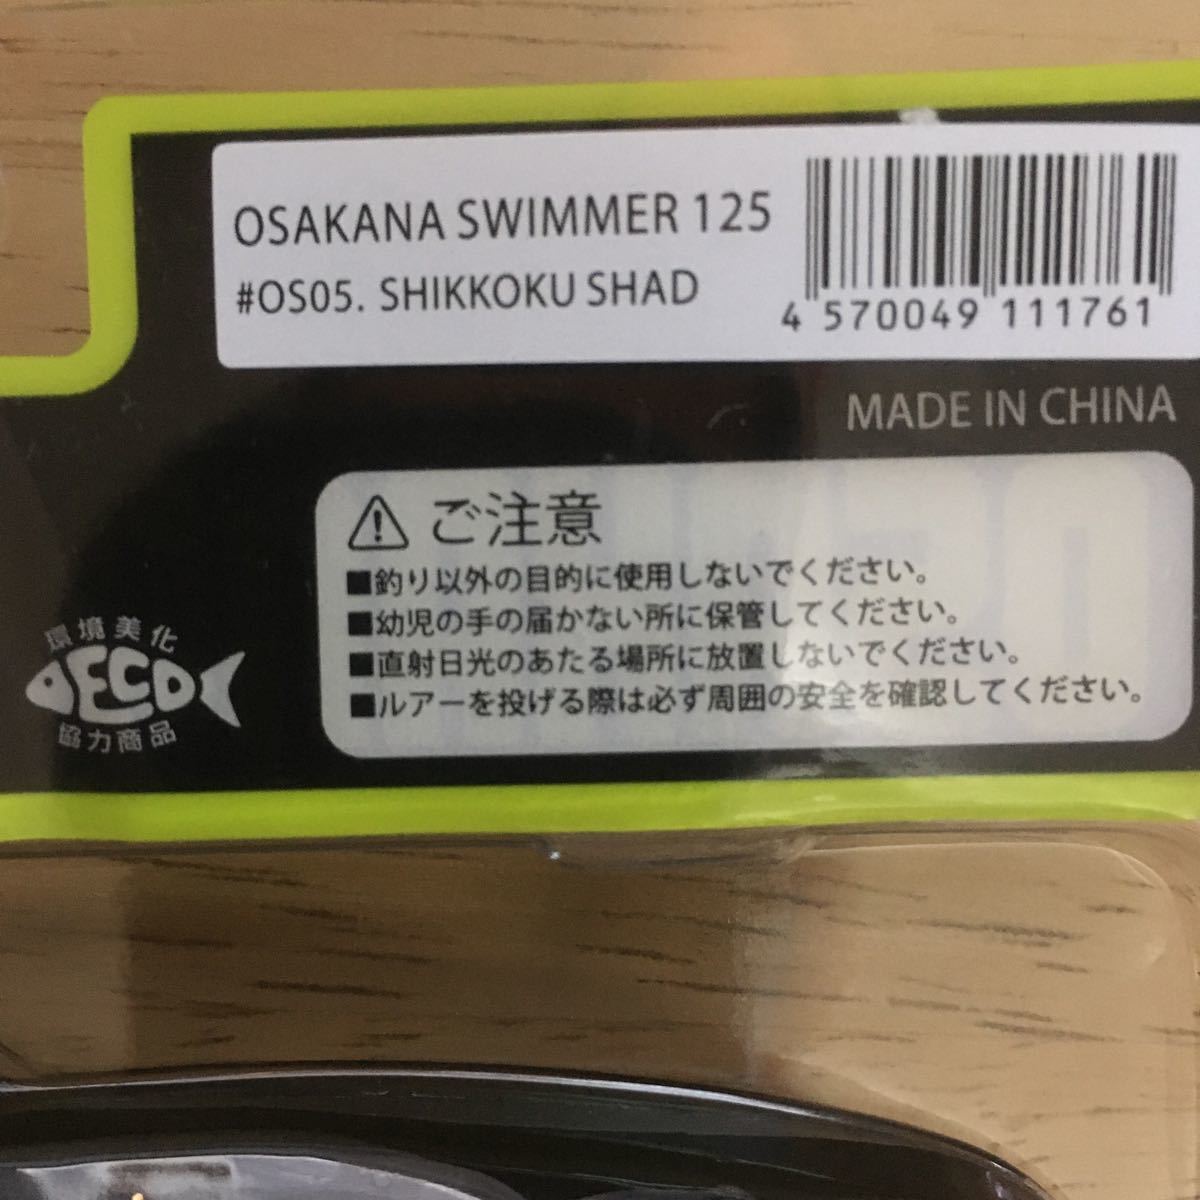 OSAKANA SWIMMER 125
#OS05. SHIKKOKU SHAD
4 570049 111761
MADE IN CHINA
ご注意
■釣り以外の目的に使用しないでください。
■幼児の手の届かない所に保管してください。
■直射日光のあたる場所に放置しないでください。
■ルアーを投げる際は必ず周囲の安全を確認してください。
環境美化
ECO
協力商品